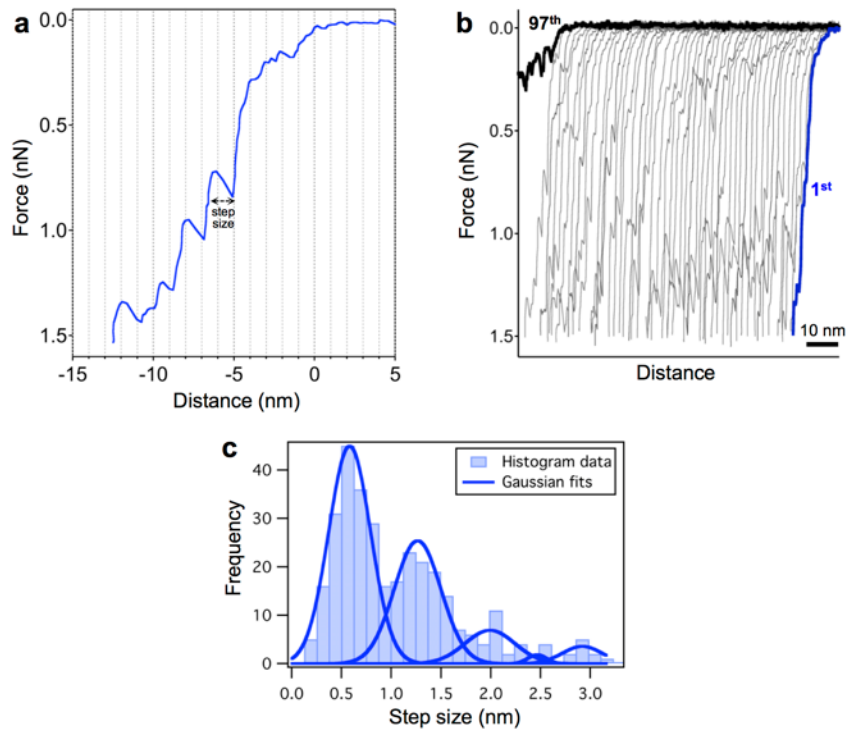 a
0.0
0.5
1.0
1.5
Force (nN)
step
size
-15 -10 -5 0 5
Distance (nm)
b
97th
0.0
0.5
1.0
1.5
Force (nN)
1st
10 nm
Distance
c
Histogram data
Gaussian fits
40
30
20
10
0
Frequency
0.0 0.5 1.0 1.5 2.0 2.5 3.0
Step size (nm)